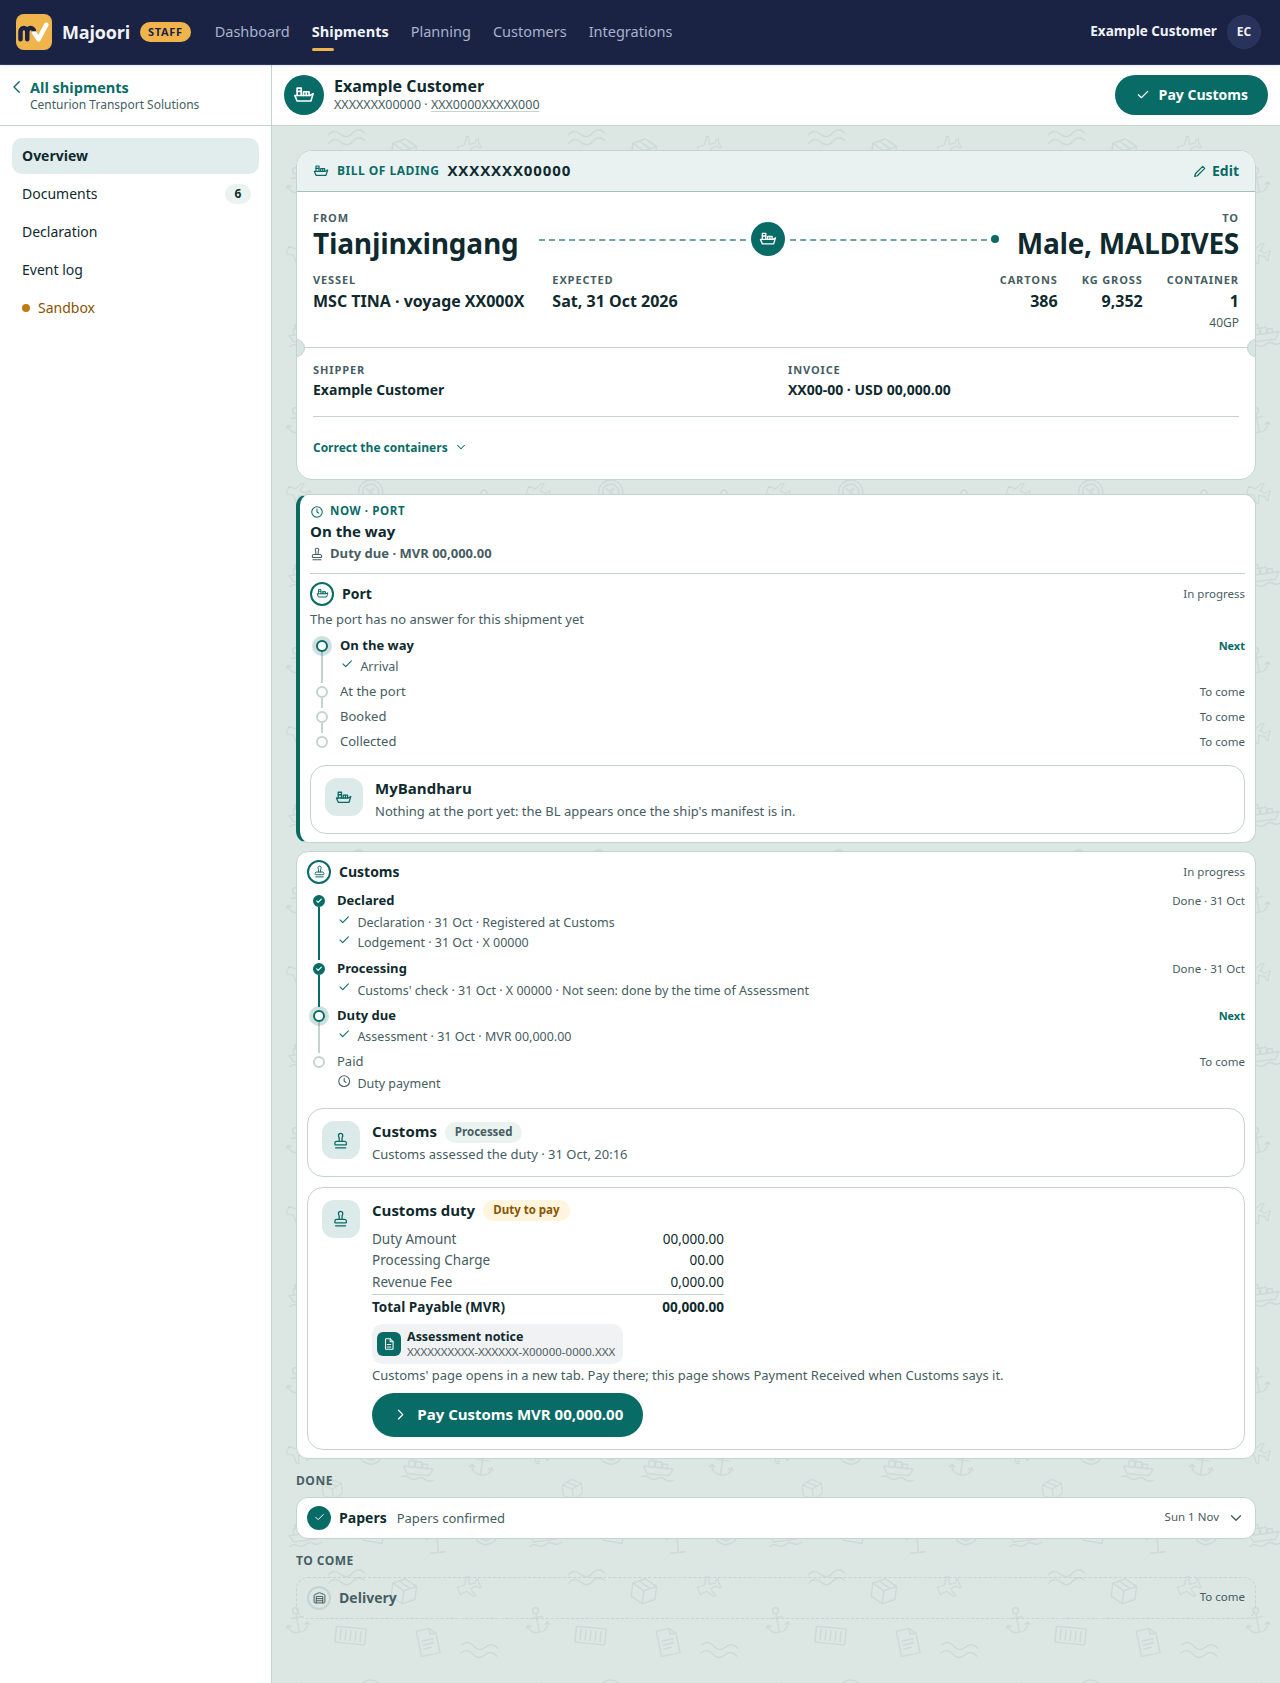 Majoori STAFF Dashboard Shipments Planning Customers Integrations Example Customer EC
All shipments
Centurion Transport Solutions
Example Customer
XXXXXXX00000 · XXX0000XXXXX000
Pay Customs
Overview
Documents 6
Declaration
Event log
Sandbox
BILL OF LADING XXXXXXX00000 Edit
FROM TO
Tianjinxingang Male, MALDIVES
VESSEL EXPECTED CARTONS KG GROSS CONTAINER
MSC TINA · voyage XX000X Sat, 31 Oct 2026 386 9,352 1
40GP
SHIPPER INVOICE
Example Customer XX00-00 · USD 00,000.00
Correct the containers
NOW · PORT
On the way
Duty due · MVR 00,000.00
Port In progress
The port has no answer for this shipment yet
On the way Next
Arrival
At the port To come
Booked To come
Collected To come
MyBandharu
Nothing at the port yet: the BL appears once the ship's manifest is in.
Customs In progress
Declared Done · 31 Oct
Declaration · 31 Oct · Registered at Customs
Lodgement · 31 Oct · X 00000
Processing Done · 31 Oct
Customs' check · 31 Oct · X 00000 · Not seen: done by the time of Assessment
Duty due Next
Assessment · 31 Oct · MVR 00,000.00
Paid To come
Duty payment
Customs Processed
Customs assessed the duty · 31 Oct, 20:16
Customs duty Duty to pay
Duty Amount 00,000.00
Processing Charge 00.00
Revenue Fee 0,000.00
Total Payable (MVR) 00,000.00
Assessment notice
XXXXXXXXXX-XXXXXX-X00000-0000.XXX
Customs' page opens in a new tab. Pay there; this page shows Payment Received when Customs says it.
Pay Customs MVR 00,000.00
DONE
Papers Papers confirmed Sun 1 Nov
TO COME
Delivery To come